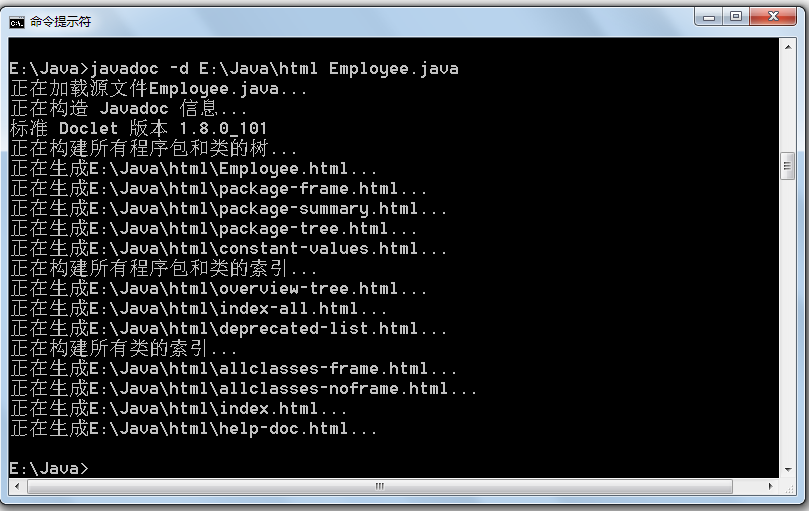 命令提示符
E:\Java>javadoc -d E:\Java\html Employee.java
正在加载源文件Employee.java...
正在构造 Javadoc 信息...
标准 Doclet 版本 1.8.0_101
正在构建所有程序包和类的树...
正在生成E:\Java\html\Employee.html...
正在生成E:\Java\html\package-frame.html...
正在生成E:\Java\html\package-summary.html...
正在生成E:\Java\html\package-tree.html...
正在生成E:\Java\html\constant-values.html...
正在构建所有程序包和类的索引...
正在生成E:\Java\html\overview-tree.html...
正在生成E:\Java\html\index-all.html...
正在生成E:\Java\html\deprecated-list.html...
正在构建所有类的索引...
正在生成E:\Java\html\allclasses-frame.html...
正在生成E:\Java\html\allclasses-noframe.html...
正在生成E:\Java\html\index.html...
正在生成E:\Java\html\help-doc.html...
E:\Java>